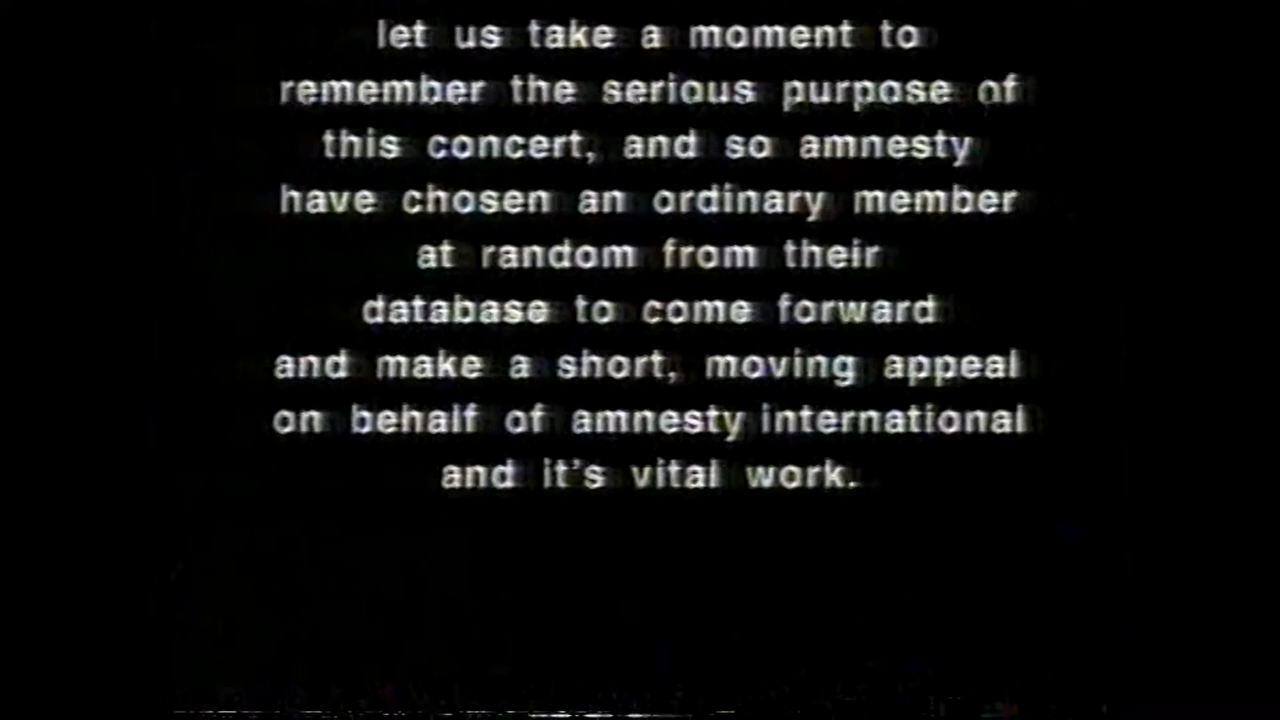 let us take a moment to
remember the serious purpose of
this concert, and so amnesty
have chosen an ordinary member
at random from their
database to come forward
and make a short, moving appeal
on behalf of amnesty international
and it's vital work.